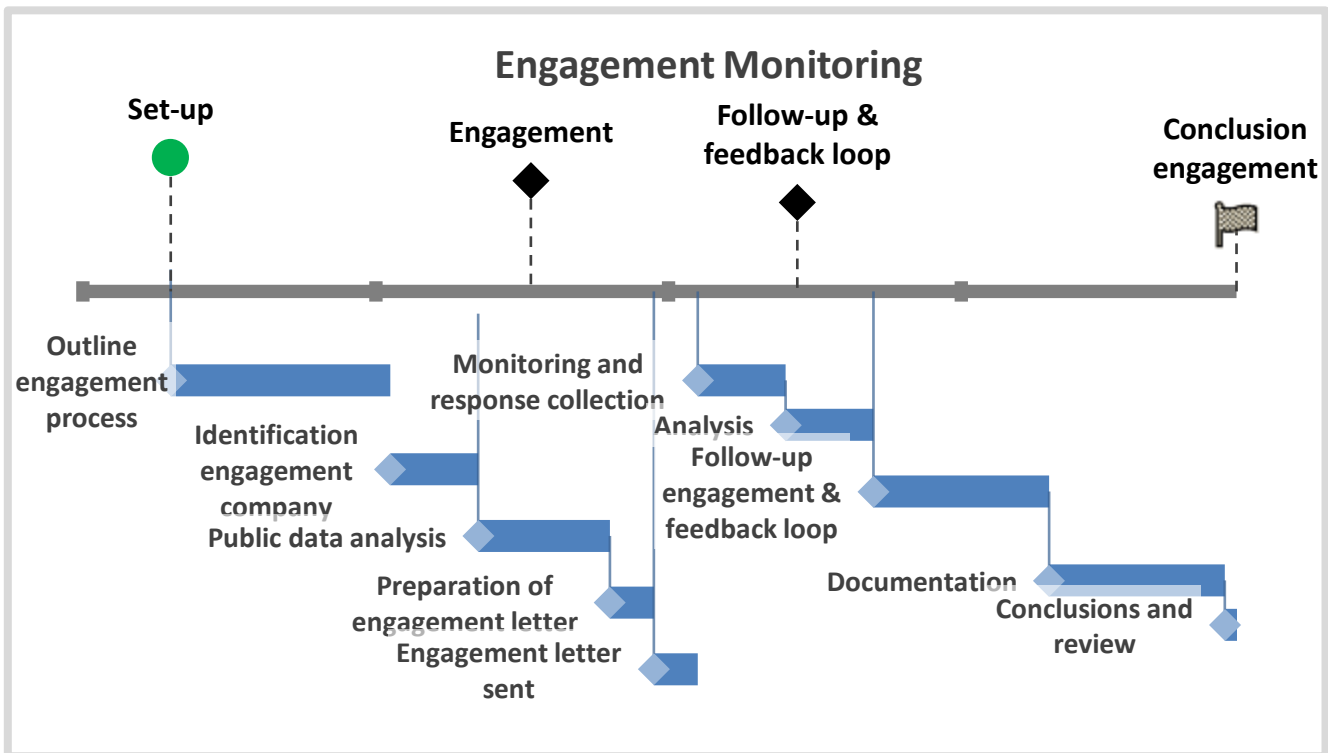 Engagement Monitoring
Set-up
Engagement
Follow-up &
feedback loop
Conclusion
engagement
Outline
engagement
process
Identification
engagement
company
Public data analysis
Preparation of
engagement letter
Engagement letter
sent
Monitoring and
response collection
Analysis
Follow-up
engagement &
feedback loop
Documentation
Conclusions and
review